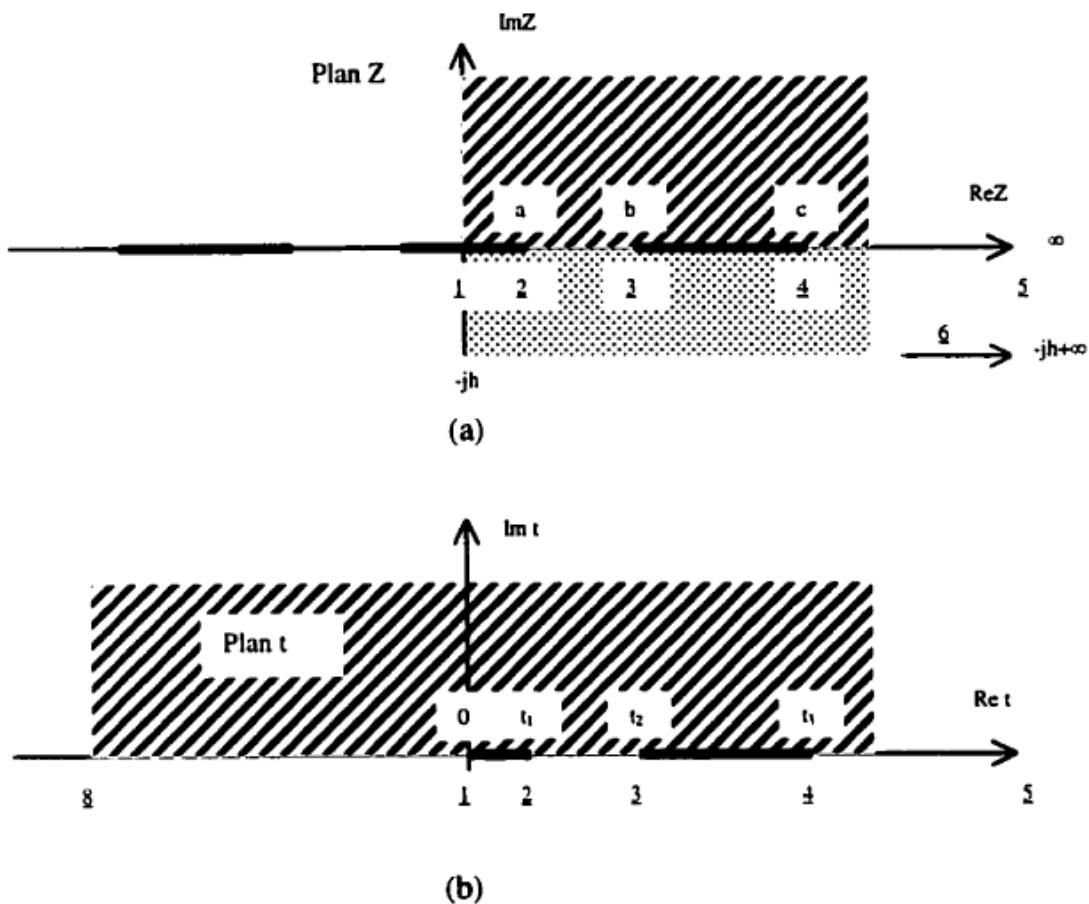 ImZ
Plan Z
a b c ReZ
∞
1 2 3 4 5
6
-jh -jh+∞
(a)
Im t
Plan t
0 t₁ t₂ t₃ Re t
8 1 2 3 4 5
(b)